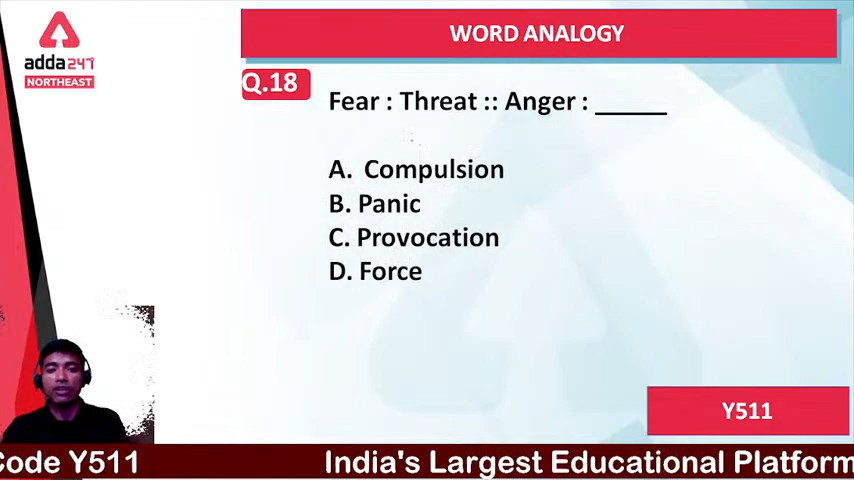 WORD ANALOGY
adda247
NORTHEAST
Q.18
Fear : Threat :: Anger : _____
A. Compulsion
B. Panic
C. Provocation
D. Force
Y511
Code Y511
India's Largest Educational Platform